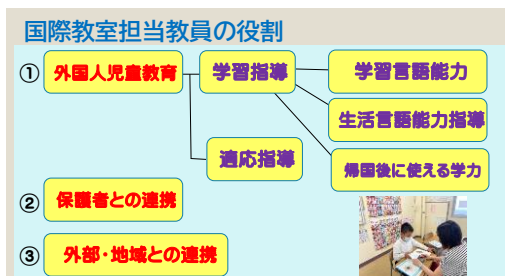 国際教室担当教員の役割
① 外国人児童教育 学習指導 学習言語能力
生活言語能力指導
適応指導 帰国後に使える学力
② 保護者との連携
③ 外部・地域との連携